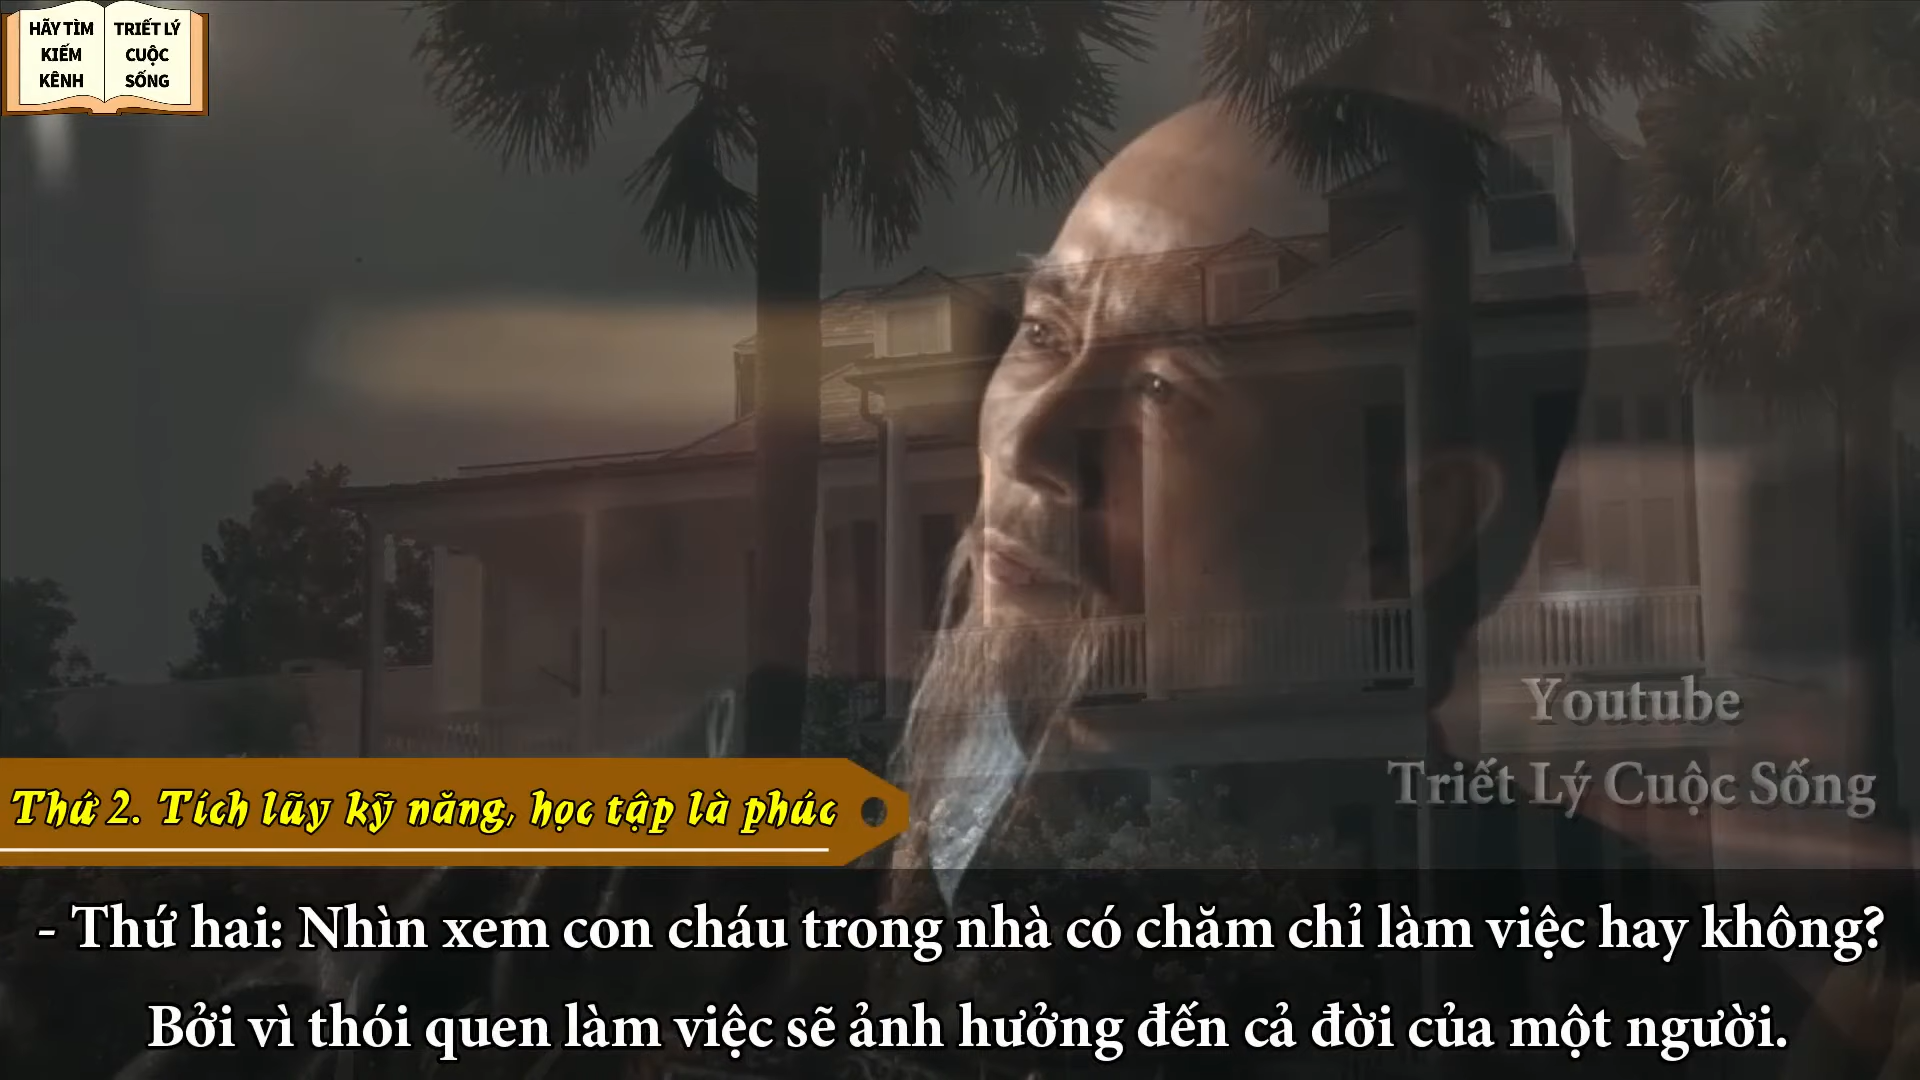 HÃY TÌM
KIẾM
KÊNH
TRIẾT LÝ
CUỘC
SỐNG
Youtube
Triết Lý Cuộc Sống
Thứ 2. Tích lũy kỹ năng, học tập là phúc
- Thứ hai: Nhìn xem con cháu trong nhà có chăm chỉ làm việc hay không?
Bởi vì thói quen làm việc sẽ ảnh hưởng đến cả đời của một người.